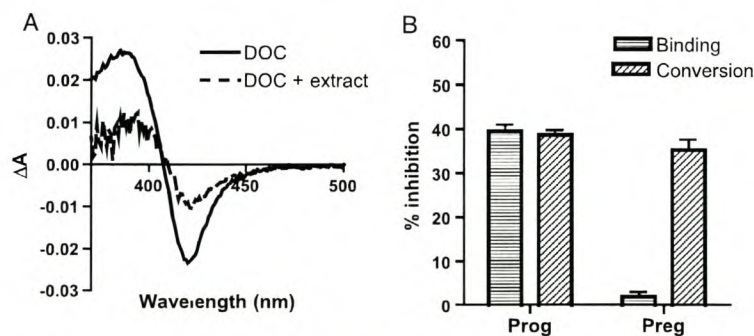 A
0.03
0.02
0.01
0.00
-0.01
-0.02
-0.03
ΔA
400
450
500
Wavelength (nm)
DOC
DOC + extract
B
60
50
40
30
20
10
0
% inhibition
Binding
Conversion
Prog
Preg